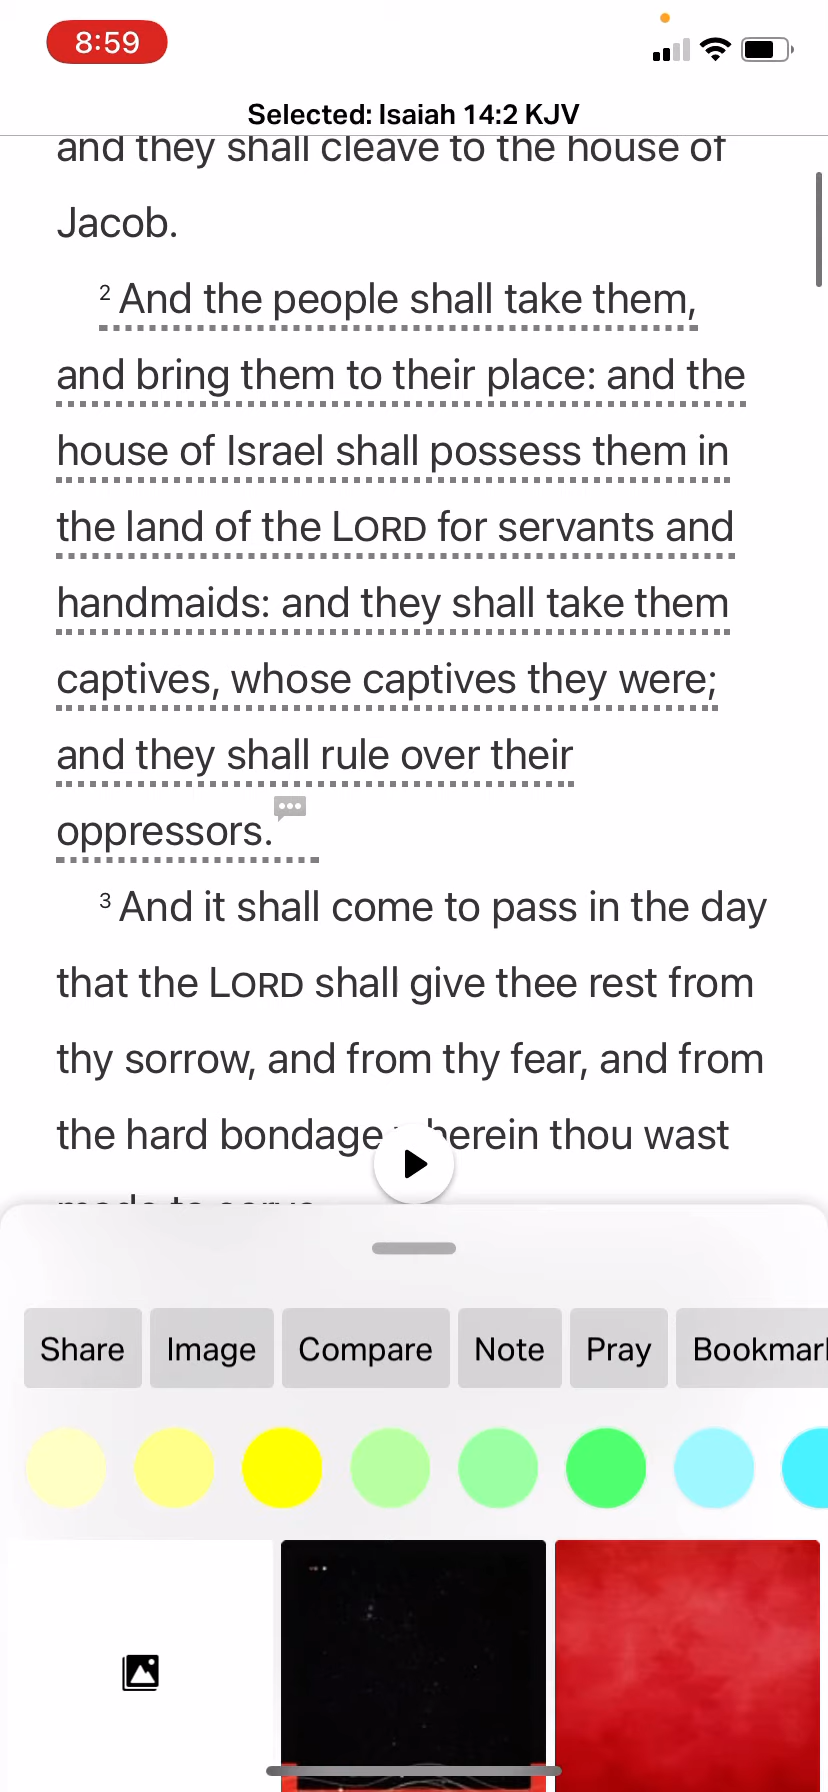 8:59
Selected: Isaiah 14:2 KJV
and they shall cleave to the house of
Jacob.
2 And the people shall take them,
and bring them to their place: and the
house of Israel shall possess them in
the land of the LORD for servants and
handmaids: and they shall take them
captives, whose captives they were;
and they shall rule over their
oppressors.
3 And it shall come to pass in the day
that the LORD shall give thee rest from
thy sorrow, and from thy fear, and from
the hard bondage wherein thou wast
made to serve
Share Image Compare Note Pray Bookmark